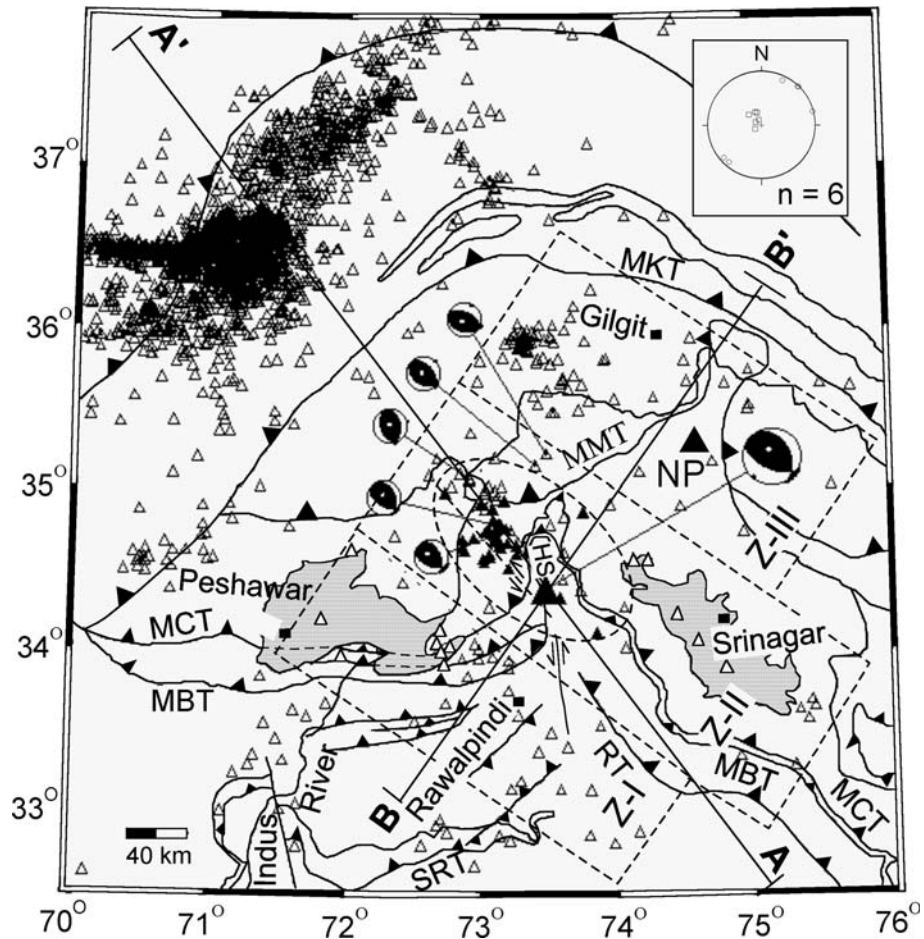 A'
N
n = 6
37°
B'
MKT
Gilgit
36°
MMT
NP
35°
Z-III
HS
Peshawar
MCT
34°
Srinagar
MBT
Z-II
Rawalpindi
RT
MBT
River
33°
B
Z-I
MCT
40 km
Indus
SRT
A
70° 71° 72° 73° 74° 75° 76°